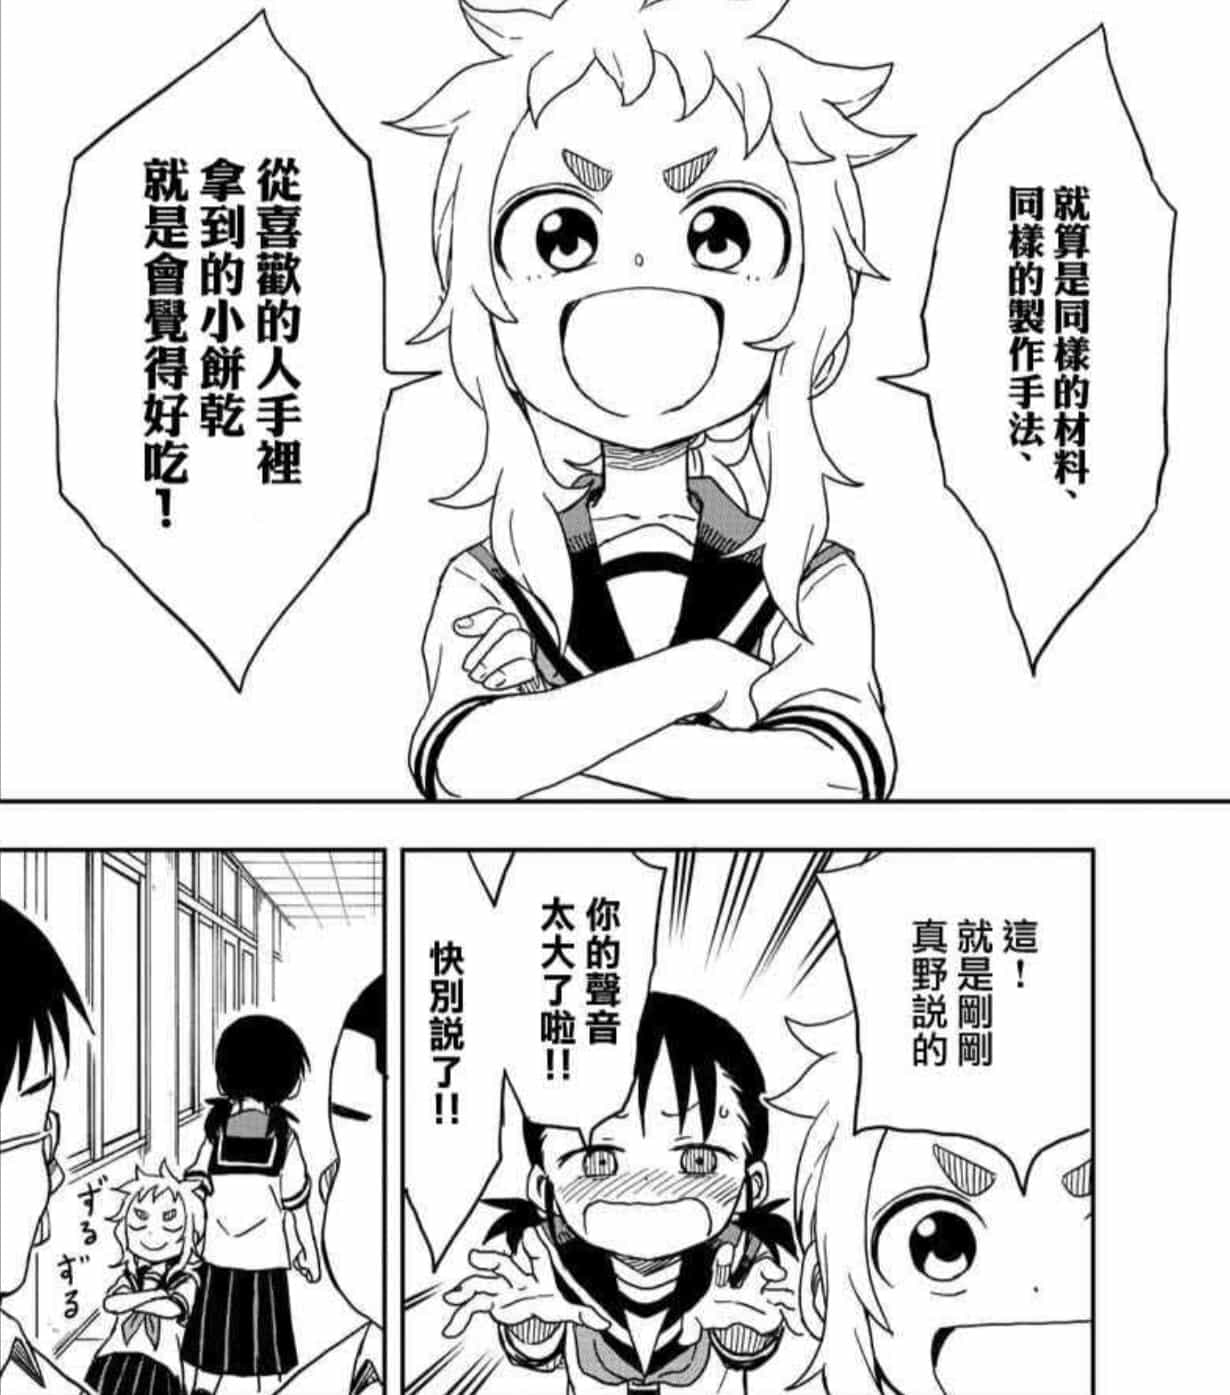 就算是同樣的材料、
同樣的製作手法、
從喜歡的人手裡
拿到的小餅乾
就是會覺得好吃！
這！
就是剛剛
真野説的
你的聲音
太大了啦!!
快別説了!!
ずる
ずる